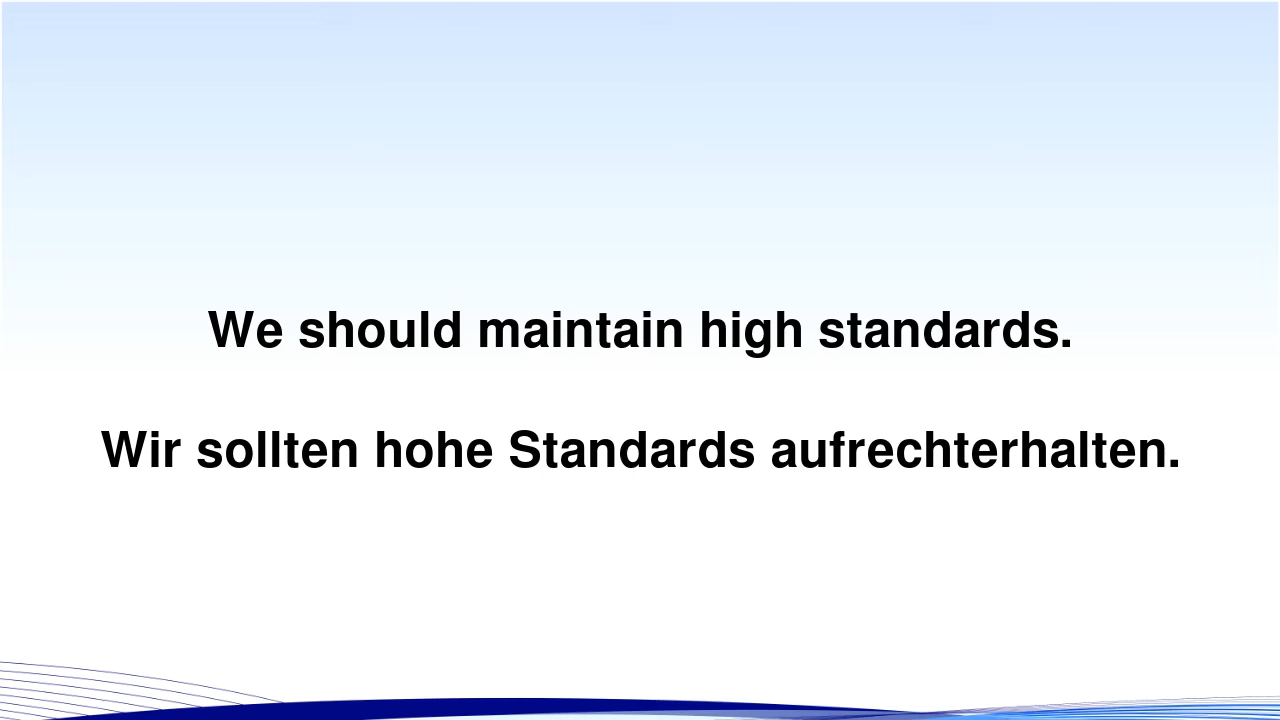 We should maintain high standards.
Wir sollten hohe Standards aufrechterhalten.